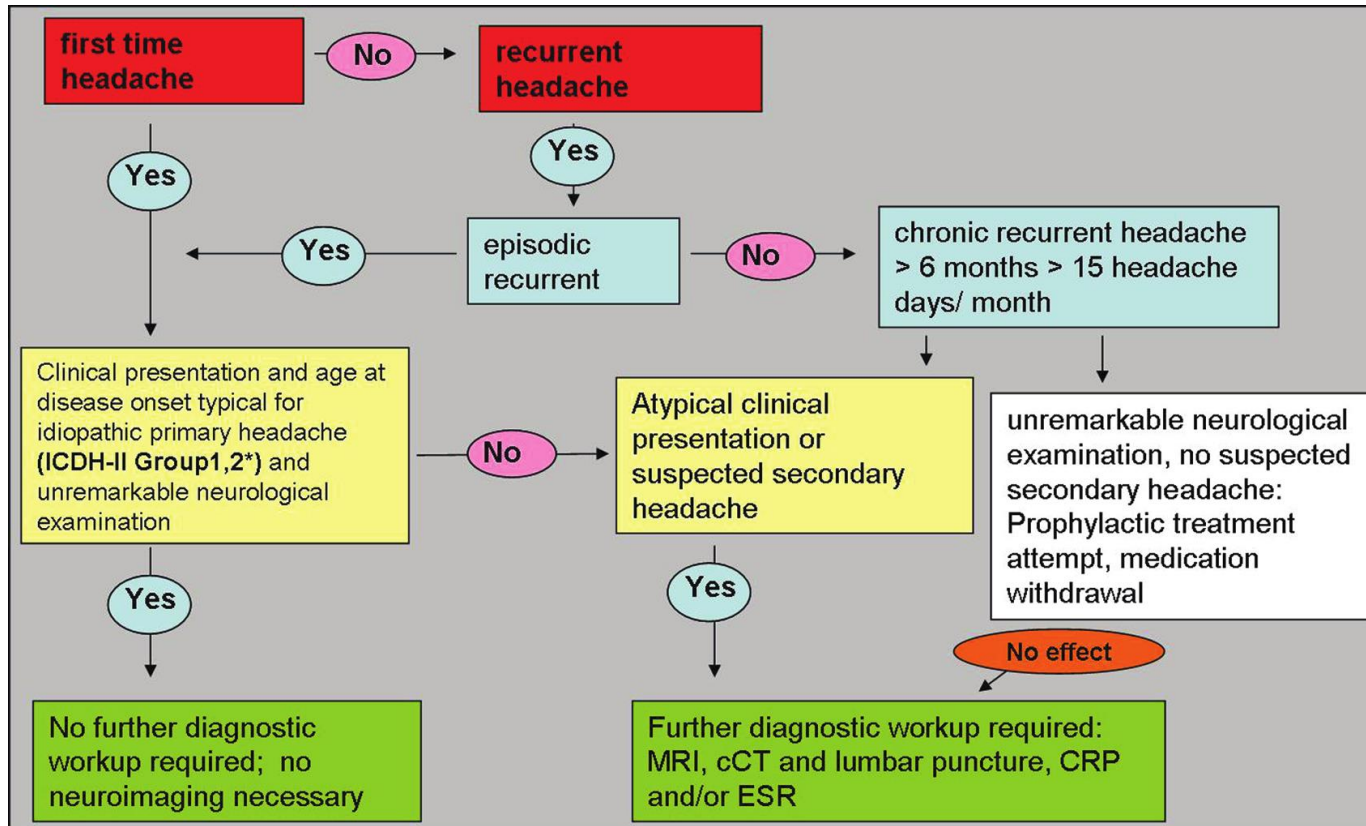 first time
headache
No
recurrent
headache
Yes
Yes
Yes
episodic
recurrent
No
chronic recurrent headache
> 6 months > 15 headache
days/ month
Clinical presentation and age at
disease onset typical for
idiopathic primary headache
(ICDH-II Group1,2*) and
unremarkable neurological
examination
No
Atypical clinical
presentation or
suspected secondary
headache
unremarkable neurological
examination, no suspected
secondary headache:
Prophylactic treatment
attempt, medication
withdrawal
Yes
Yes
No effect
No further diagnostic
workup required;  no
neuroimaging necessary
Further diagnostic workup required:
MRI, cCT and lumbar puncture, CRP
and/or ESR